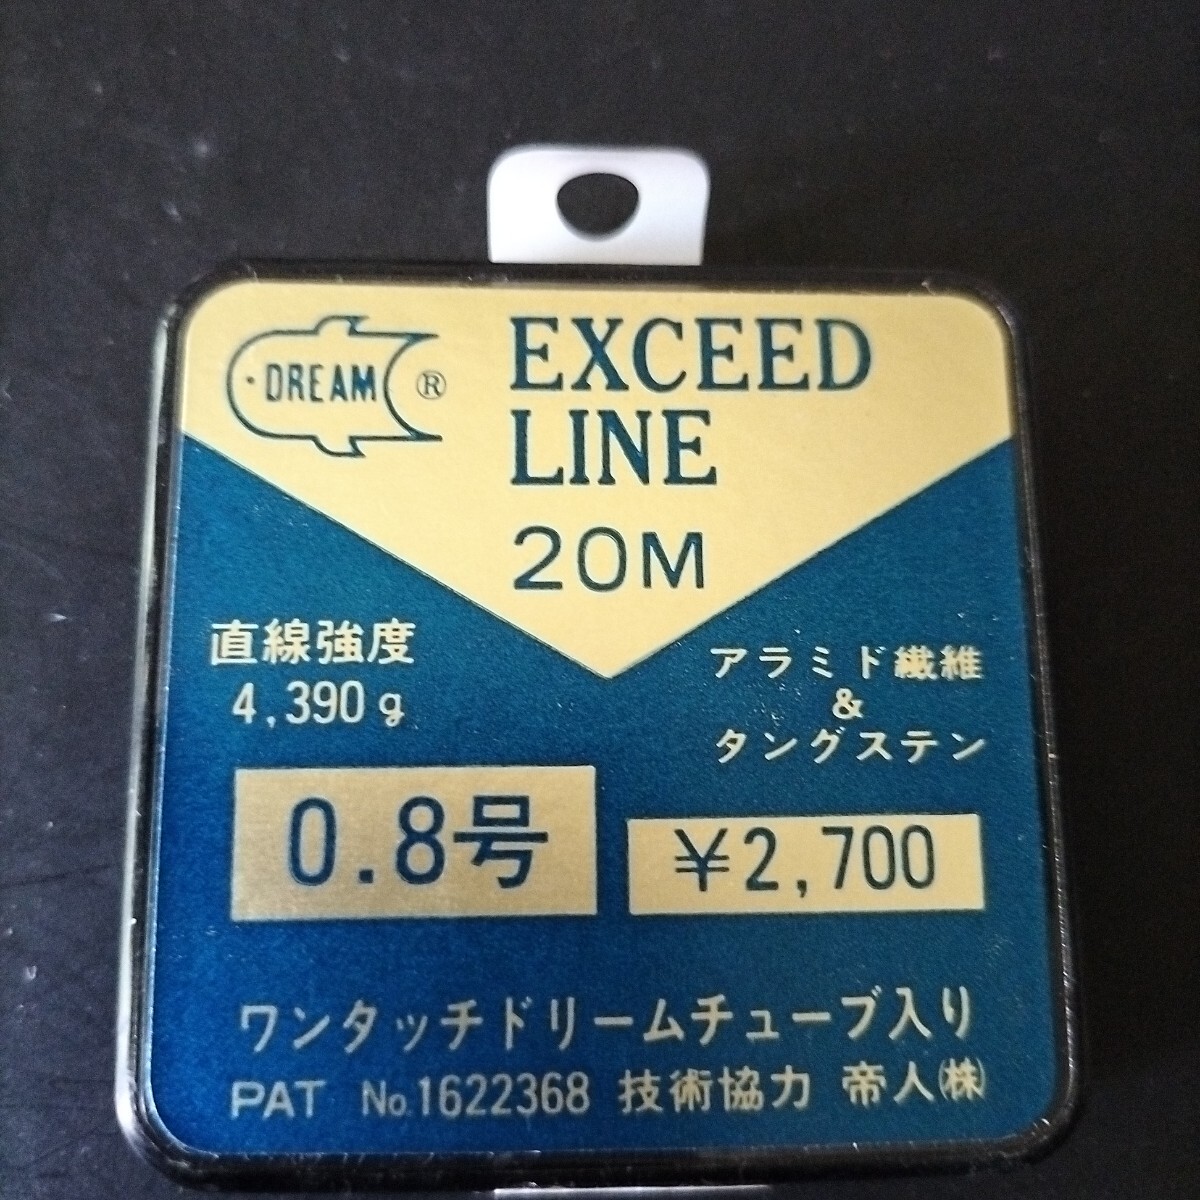 DREAM ®
EXCEED
LINE
20M
直線強度
4,390g
アラミド繊維
&
タングステン
0.8号
¥2,700
ワンタッチドリームチューブ入り
PAT No.1622368 技術協力 帝人㈱